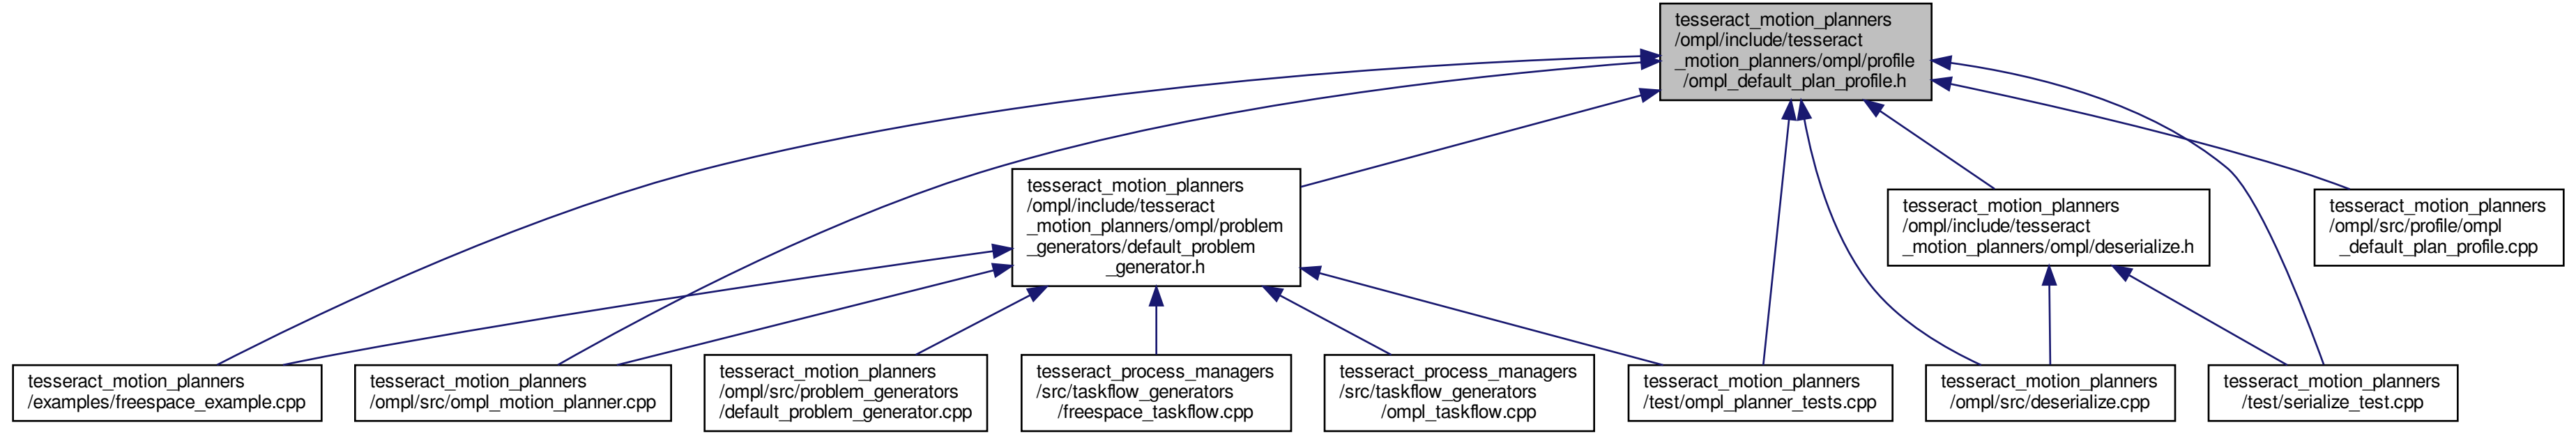 tesseract_motion_planners
/ompl/include/tesseract
_motion_planners/ompl/profile
/ompl_default_plan_profile.h
tesseract_motion_planners
/ompl/include/tesseract
_motion_planners/ompl/problem
_generators/default_problem
_generator.h
tesseract_motion_planners
/ompl/include/tesseract
_motion_planners/ompl/deserialize.h
tesseract_motion_planners
/ompl/src/profile/ompl
_default_plan_profile.cpp
tesseract_motion_planners
/examples/freespace_example.cpp
tesseract_motion_planners
/ompl/src/ompl_motion_planner.cpp
tesseract_motion_planners
/ompl/src/problem_generators
/default_problem_generator.cpp
tesseract_process_managers
/src/taskflow_generators
/freespace_taskflow.cpp
tesseract_process_managers
/src/taskflow_generators
/ompl_taskflow.cpp
tesseract_motion_planners
/test/ompl_planner_tests.cpp
tesseract_motion_planners
/ompl/src/deserialize.cpp
tesseract_motion_planners
/test/serialize_test.cpp